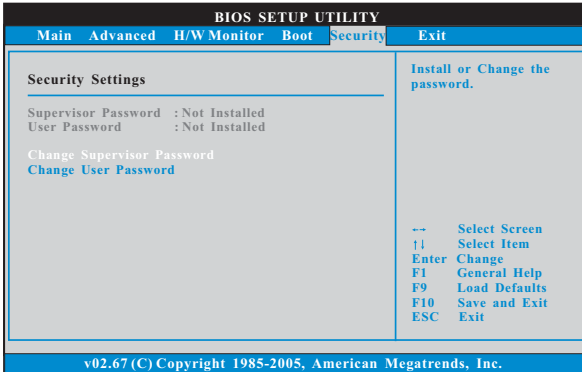 BIOS SETUP UTILITY
Main Advanced H/W Monitor Boot Security Exit
Security Settings
Supervisor Password : Not Installed
User Password : Not Installed
Change Supervisor Password
Change User Password
Install or Change the
password.
←→ Select Screen
↑↓ Select Item
Enter Change
F1 General Help
F9 Load Defaults
F10 Save and Exit
ESC Exit
v02.67 (C) Copyright 1985-2005, American Megatrends, Inc.